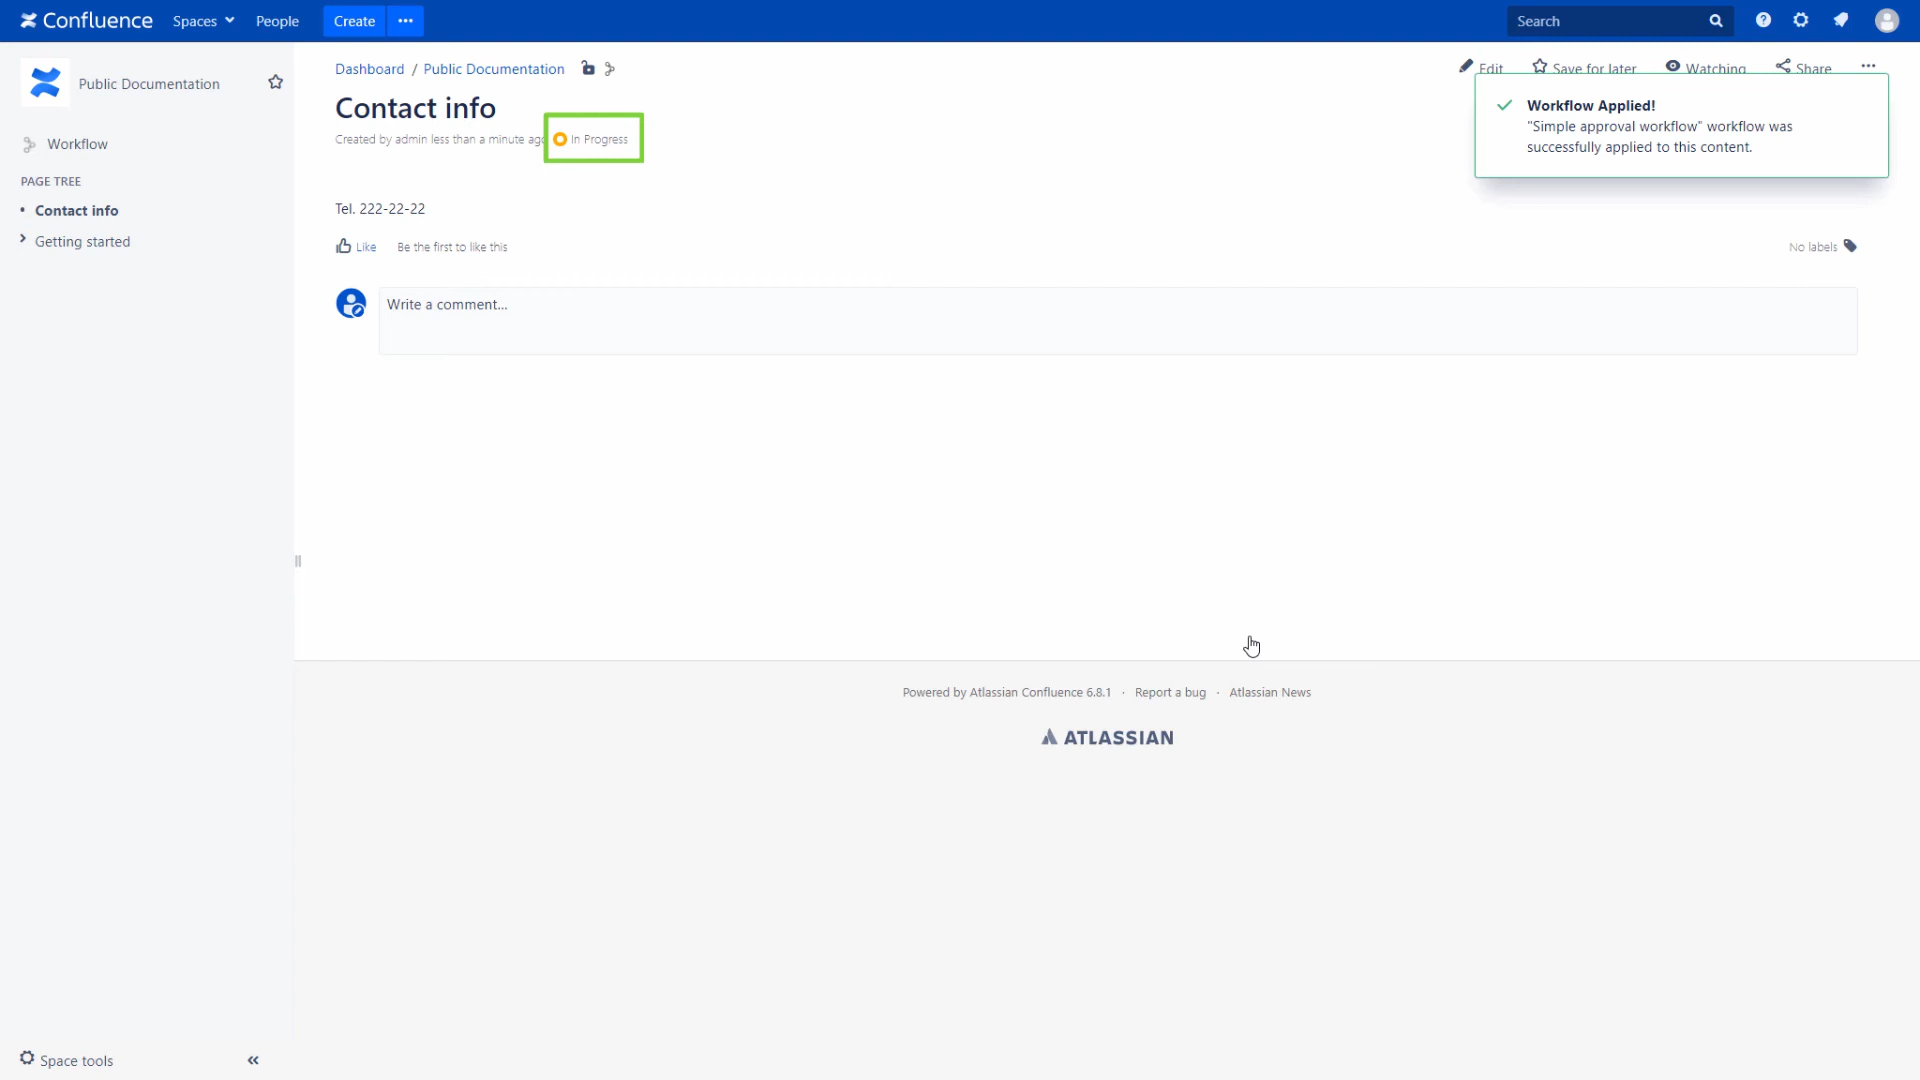 Confluence Spaces People Create ••• Search
Public Documentation
Workflow
PAGE TREE
• Contact info
Getting started
Space tools
Dashboard / Public Documentation
Edit Save for later Watching Share •••
Contact info
Created by admin less than a minute ago In Progress
Workflow Applied!
"Simple approval workflow" workflow was
successfully applied to this content.
Tel. 222-22-22
Like Be the first to like this No labels
Write a comment...
Powered by Atlassian Confluence 6.8.1 · Report a bug · Atlassian News
ATLASSIAN